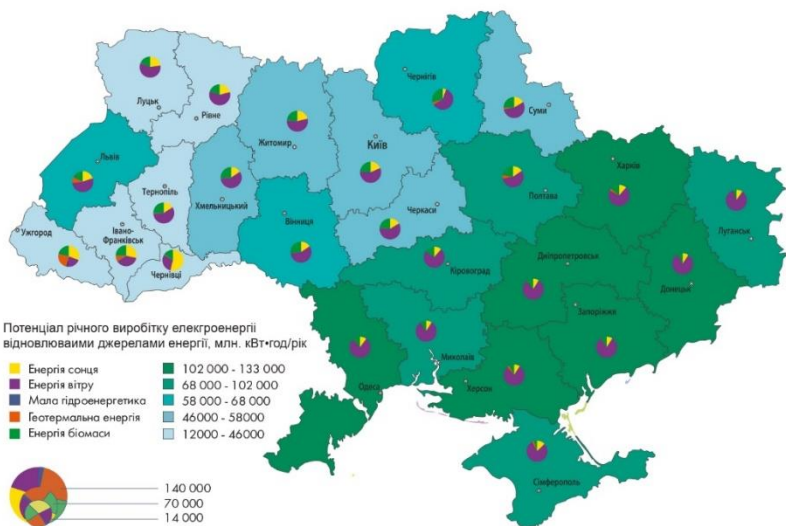 Чернігів
Луцьк
Рівне
Суми
Житомир
Київ
Львів
Харків
Тернопіль
Хмельницький
Полтава
Вінниця
Черкаси
Ужгород
Івано-
Франківськ
Чернівці
Луганськ
Кіровоград
Дніпропетровськ
Донецьк
Запоріжжя
Миколаїв
Одеса
Херсон
Сімферополь
Потенціал річного виробітку елекгроенергіі
відновлюваими джерелами енергії, млн. кВт•год/рік
Енергія сонця
Енергія вітру
Мала гідроенергетика
Геотермальна енергія
Енергія біомаси
102 000 - 133 000
68 000 - 102 000
58 000 - 68 000
46000 - 58000
12000 - 46000
140 000
70 000
14 000